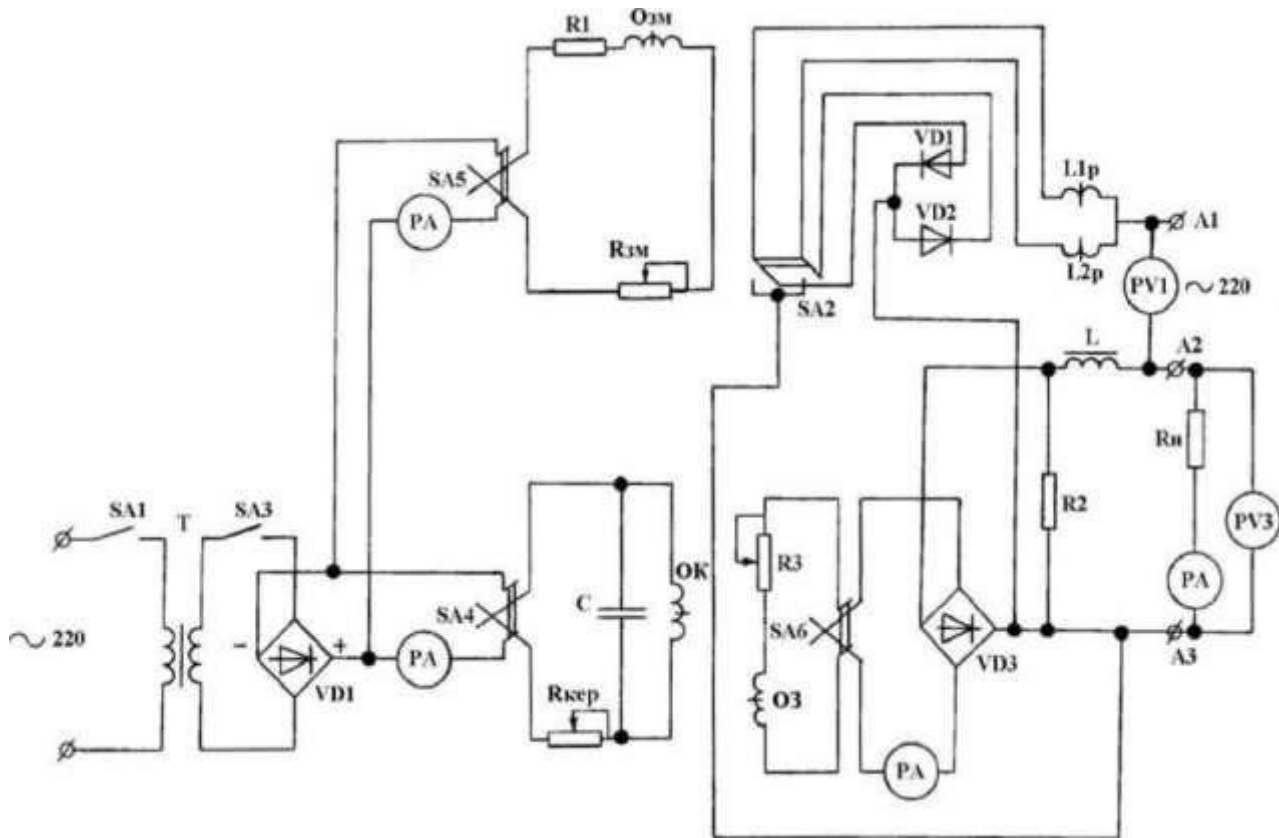 R1
Озм
SA5
PA
Rзм
VD1
VD2
SA2
L1р
L2р
A1
PV1
~ 220
L
A2
Rн
R2
PV3
PA
A3
SA1
T
SA3
~ 220
−
+
VD1
PA
SA4
C
ОК
Rкер
R3
SA6
ОЗ
VD3
PA